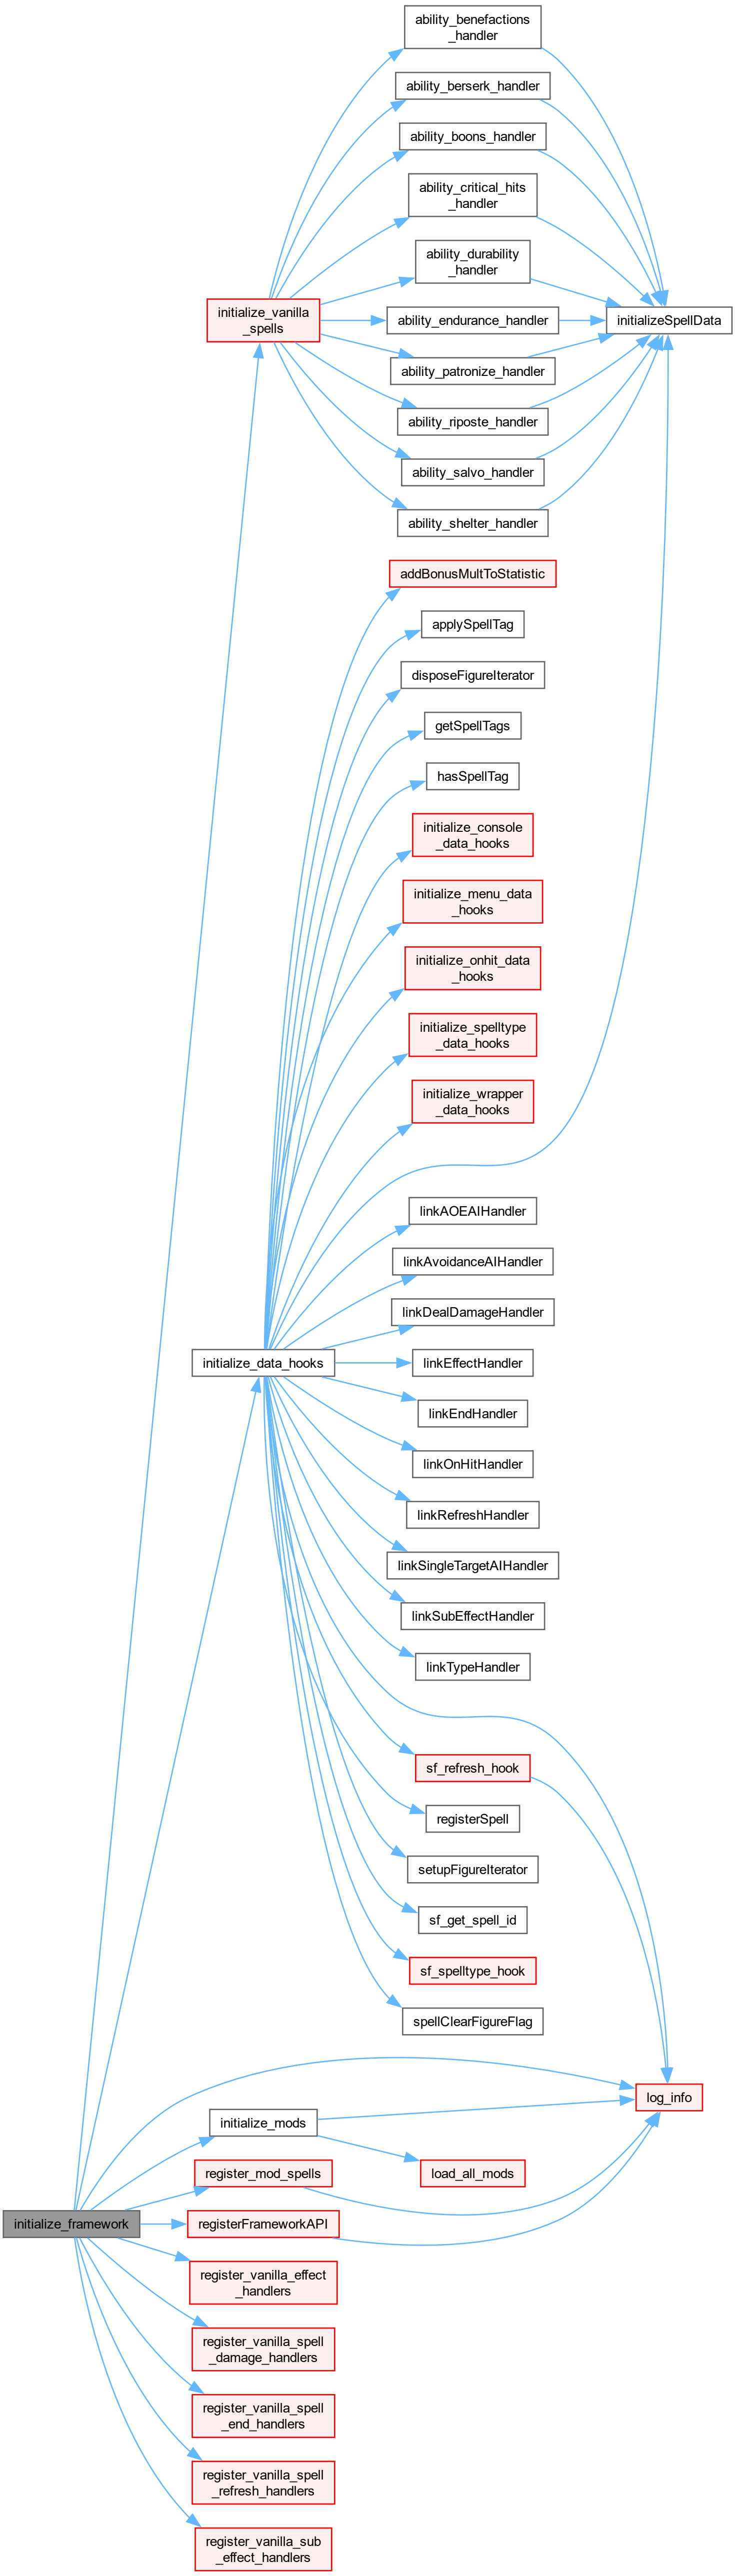 ability_benefactions
_handler
ability_berserk_handler
ability_boons_handler
ability_critical_hits
_handler
ability_durability
_handler
initialize_vanilla
_spells
ability_endurance_handler
initializeSpellData
ability_patronize_handler
ability_riposte_handler
ability_salvo_handler
ability_shelter_handler
addBonusMultToStatistic
applySpellTag
disposeFigureIterator
getSpellTags
hasSpellTag
initialize_console
_data_hooks
initialize_menu_data
_hooks
initialize_onhit_data
_hooks
initialize_spelltype
_data_hooks
initialize_wrapper
_data_hooks
linkAOEAIHandler
linkAvoidanceAIHandler
linkDealDamageHandler
initialize_data_hooks
linkEffectHandler
linkEndHandler
linkOnHitHandler
linkRefreshHandler
linkSingleTargetAIHandler
linkSubEffectHandler
linkTypeHandler
sf_refresh_hook
registerSpell
setupFigureIterator
sf_get_spell_id
sf_spelltype_hook
spellClearFigureFlag
log_info
initialize_mods
register_mod_spells
load_all_mods
initialize_framework
registerFrameworkAPI
register_vanilla_effect
_handlers
register_vanilla_spell
_damage_handlers
register_vanilla_spell
_end_handlers
register_vanilla_spell
_refresh_handlers
register_vanilla_sub
_effect_handlers